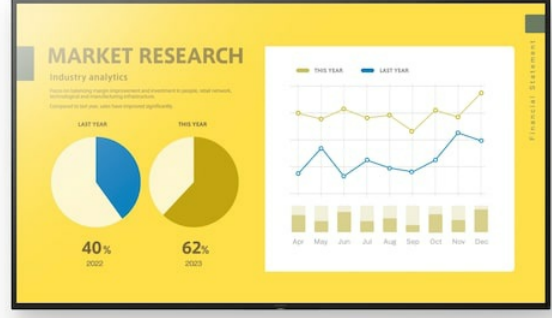 MARKET RESEARCH
Industry analytics
Financial Statement
THIS YEAR
LAST YEAR
LAST YEAR
THIS YEAR
40%
2022
62%
2023
Apr May Jun Jul Aug Sep Oct Nov Dec